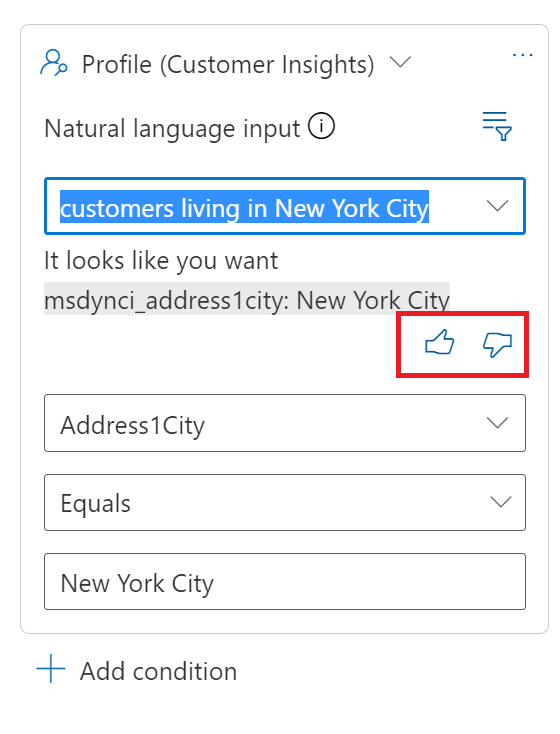 Profile (Customer Insights)
Natural language input
customers living in New York City
It looks like you want
msdynci_address1city: New York City
Address1City
Equals
New York City
Add condition